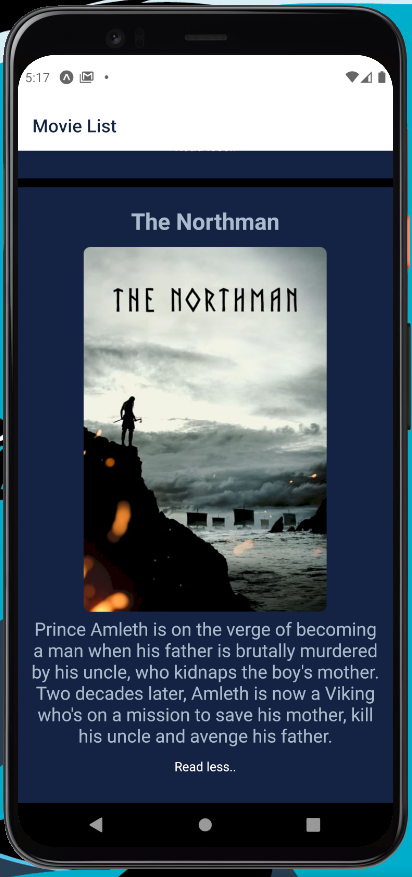 5:17
Movie List
The Northman
THE NORTHMAN
Prince Amleth is on the verge of becoming
a man when his father is brutally murdered
by his uncle, who kidnaps the boy's mother.
Two decades later, Amleth is now a Viking
who's on a mission to save his mother, kill
his uncle and avenge his father.
Read less..